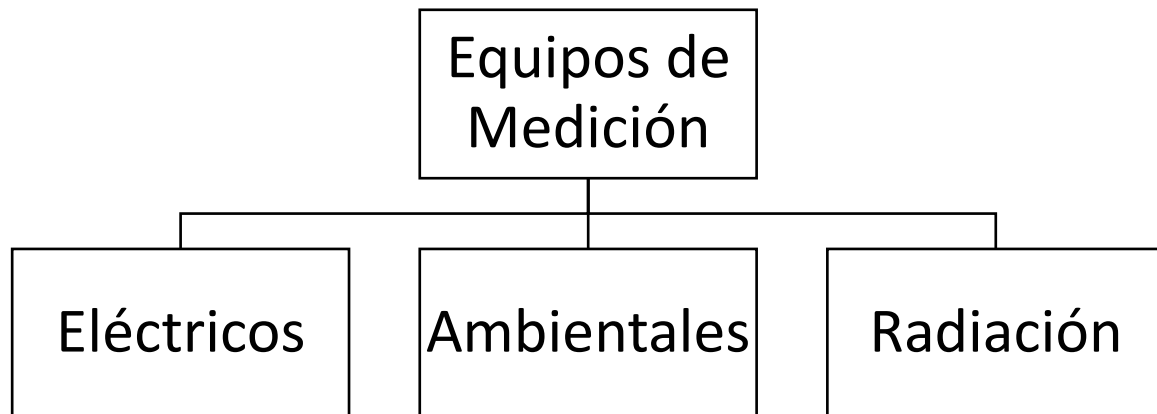 Equipos de
Medición
Eléctricos
Ambientales
Radiación